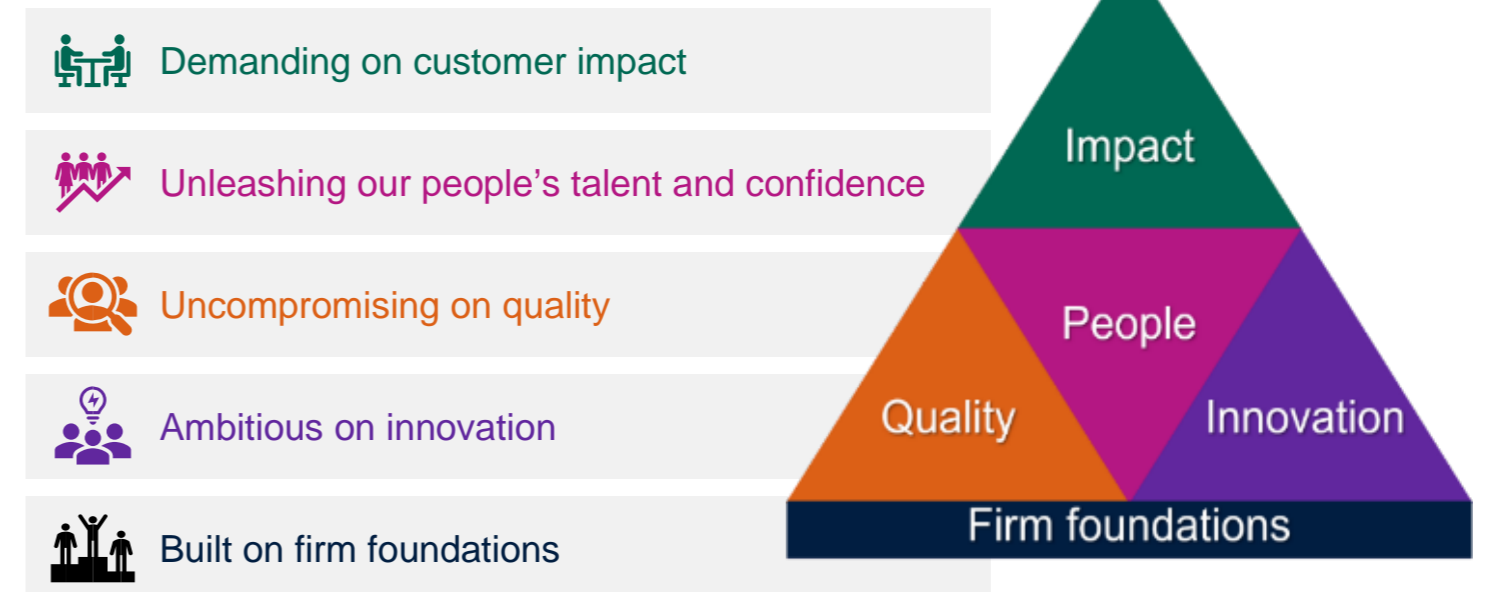 Demanding on customer impact
Unleashing our people’s talent and confidence
Uncompromising on quality
Ambitious on innovation
Built on firm foundations
Impact
People
Quality
Innovation
Firm foundations